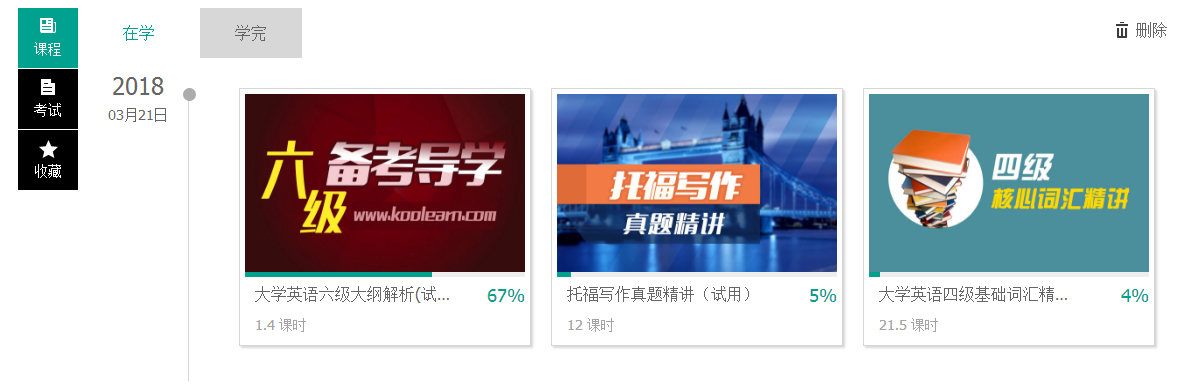 课程
在学
学完
删除
考试
收藏
2018
03月21日
六级
备考导学
www.koolearn.com
大学英语六级大纲解析(试...
67%
1.4 课时
托福写作
真题精讲
托福写作真题精讲（试用）
5%
12 课时
四级
核心词汇精讲
大学英语四级基础词汇精...
4%
21.5 课时